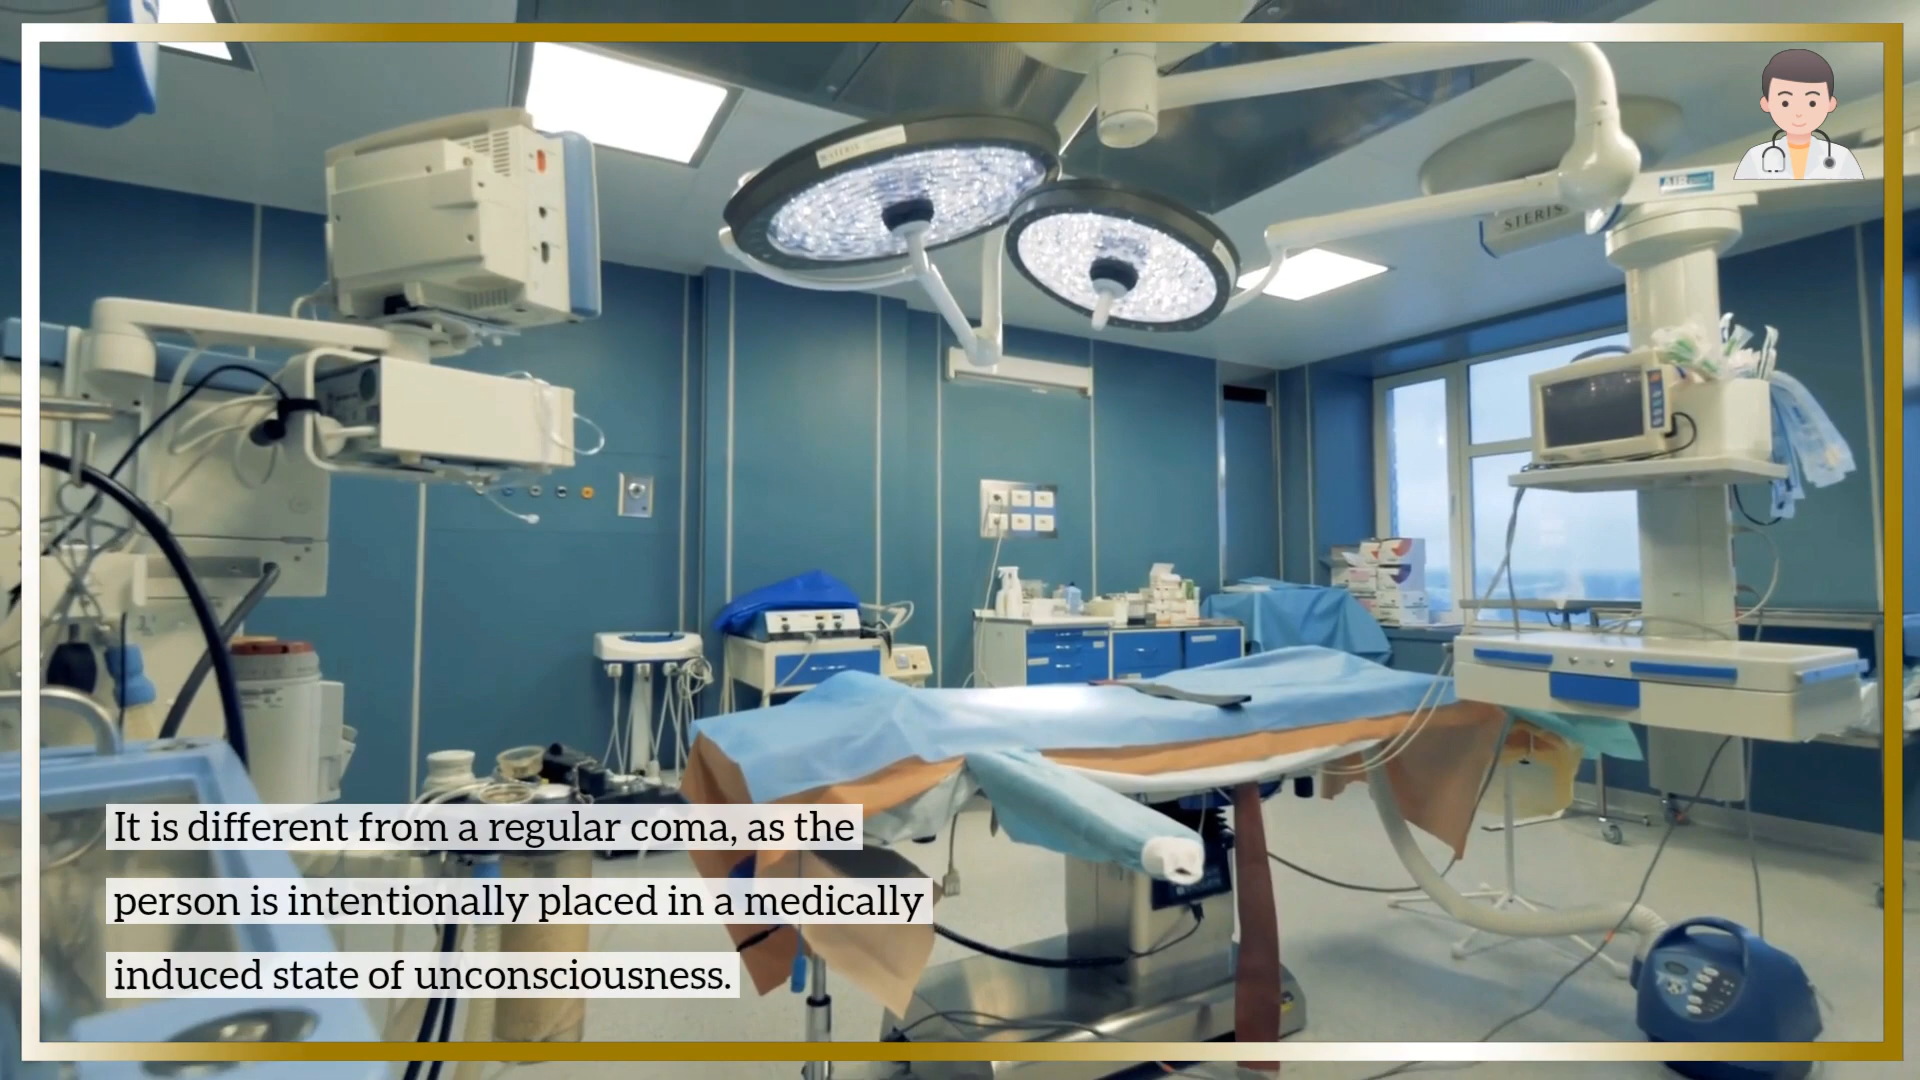 STERIS
It is different from a regular coma, as the
person is intentionally placed in a medically
induced state of unconsciousness.